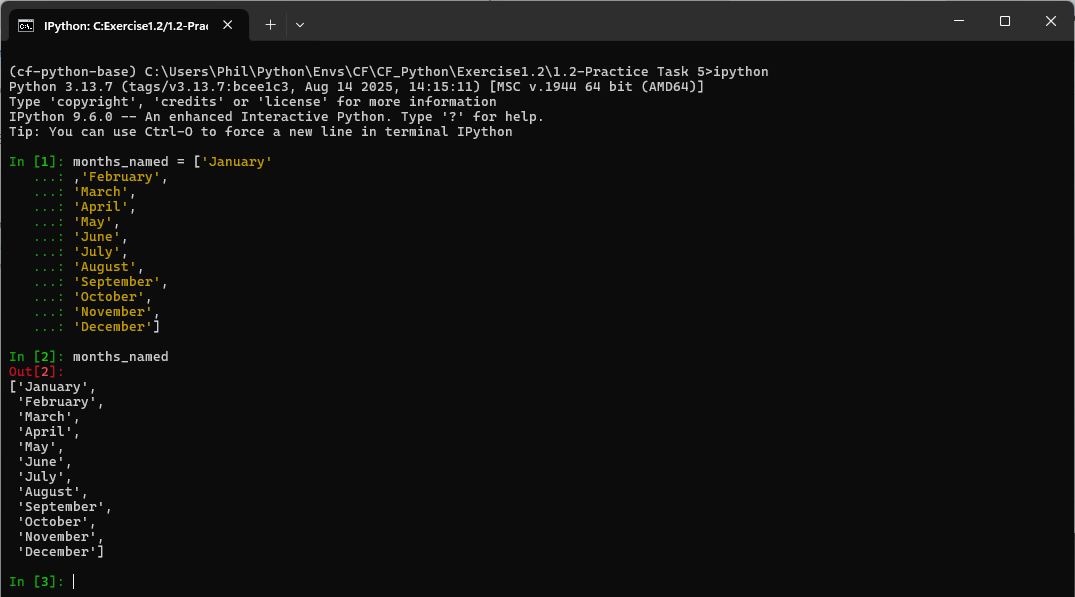 IPython: C:Exercise1.2/1.2-Prac
(cf-python-base) C:\Users\Phil\Python\Envs\CF\CF_Python\Exercise1.2\1.2-Practice Task 5>ipython
Python 3.13.7 (tags/v3.13.7:bcee1c3, Aug 14 2025, 14:15:11) [MSC v.1944 64 bit (AMD64)]
Type 'copyright', 'credits' or 'license' for more information
IPython 9.6.0 -- An enhanced Interactive Python. Type '?' for help.
Tip: You can use Ctrl-O to force a new line in terminal IPython
In [1]: months_named = ['January'
   ...: ,'February',
   ...: 'March',
   ...: 'April',
   ...: 'May',
   ...: 'June',
   ...: 'July',
   ...: 'August',
   ...: 'September',
   ...: 'October',
   ...: 'November',
   ...: 'December']
In [2]: months_named
Out[2]:
['January',
 'February',
 'March',
 'April',
 'May',
 'June',
 'July',
 'August',
 'September',
 'October',
 'November',
 'December']
In [3]: